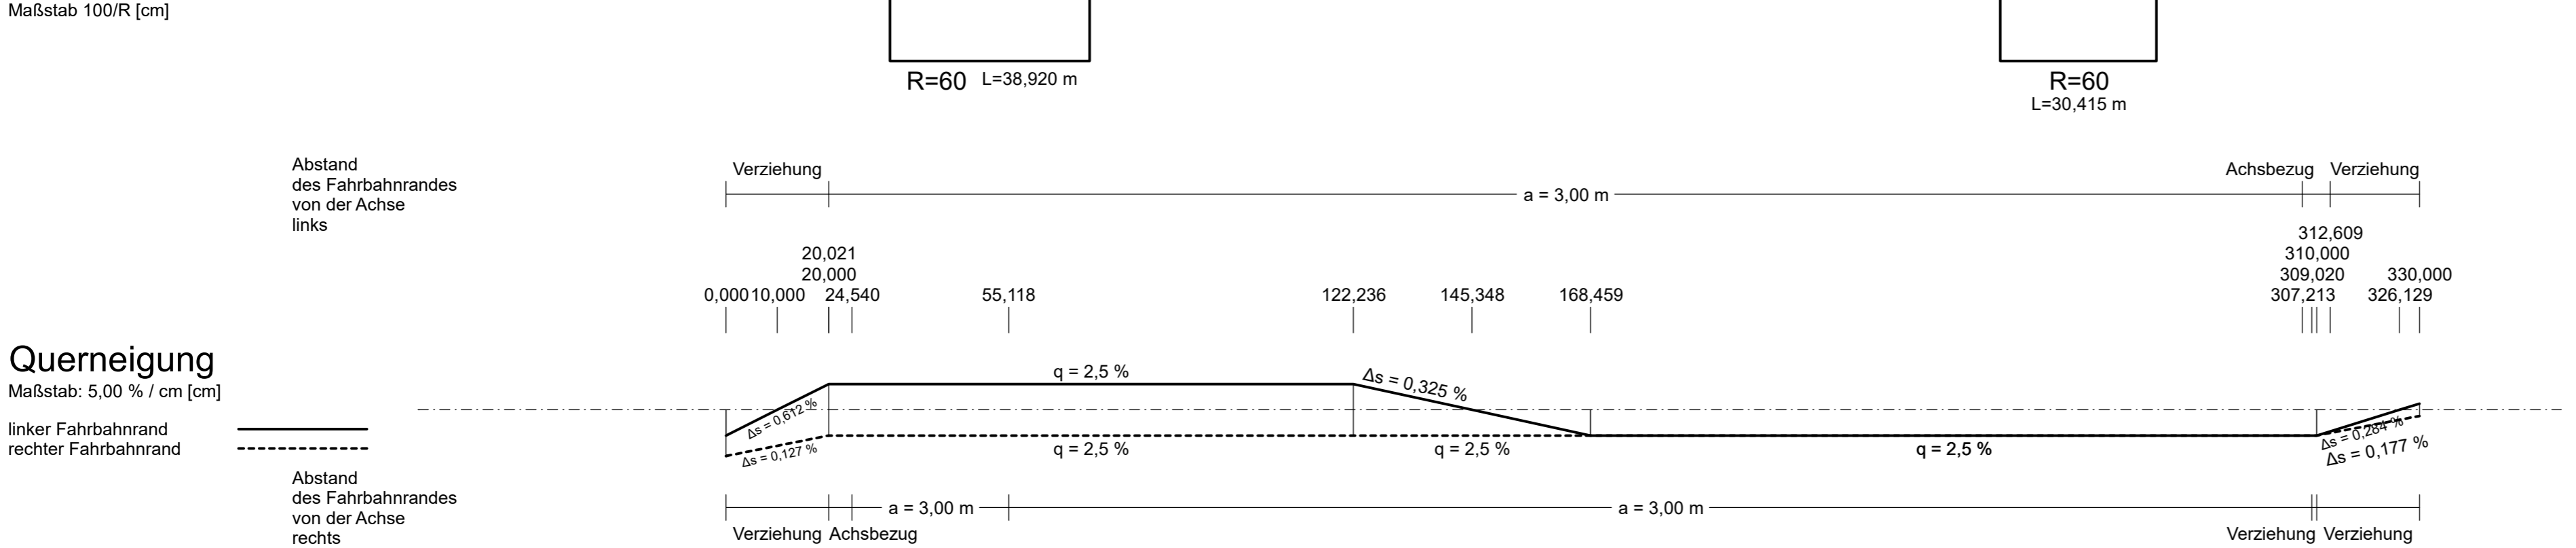 Maßstab 100/R [cm]
R=60 L=38,920 m
R=60
L=30,415 m
Abstand
des Fahrbahnrandes
von der Achse
links
Verziehung
a = 3,00 m
Achsbezug
Verziehung
312,609
20,021
310,000
20,000
309,020
330,000
0,000
10,000
24,540
55,118
122,236
145,348
168,459
307,213
326,129
Querneigung
Maßstab: 5,00 % / cm [cm]
linker Fahrbahnrand
rechter Fahrbahnrand
q = 2,5 %
Δs = 0,325 %
Δs = 0,612 %
Δs = 0,127 %
q = 2,5 %
q = 2,5 %
q = 2,5 %
Δs = 0,284 %
Δs = 0,177 %
Abstand
des Fahrbahnrandes
von der Achse
rechts
a = 3,00 m
a = 3,00 m
Verziehung
Achsbezug
Verziehung
Verziehung